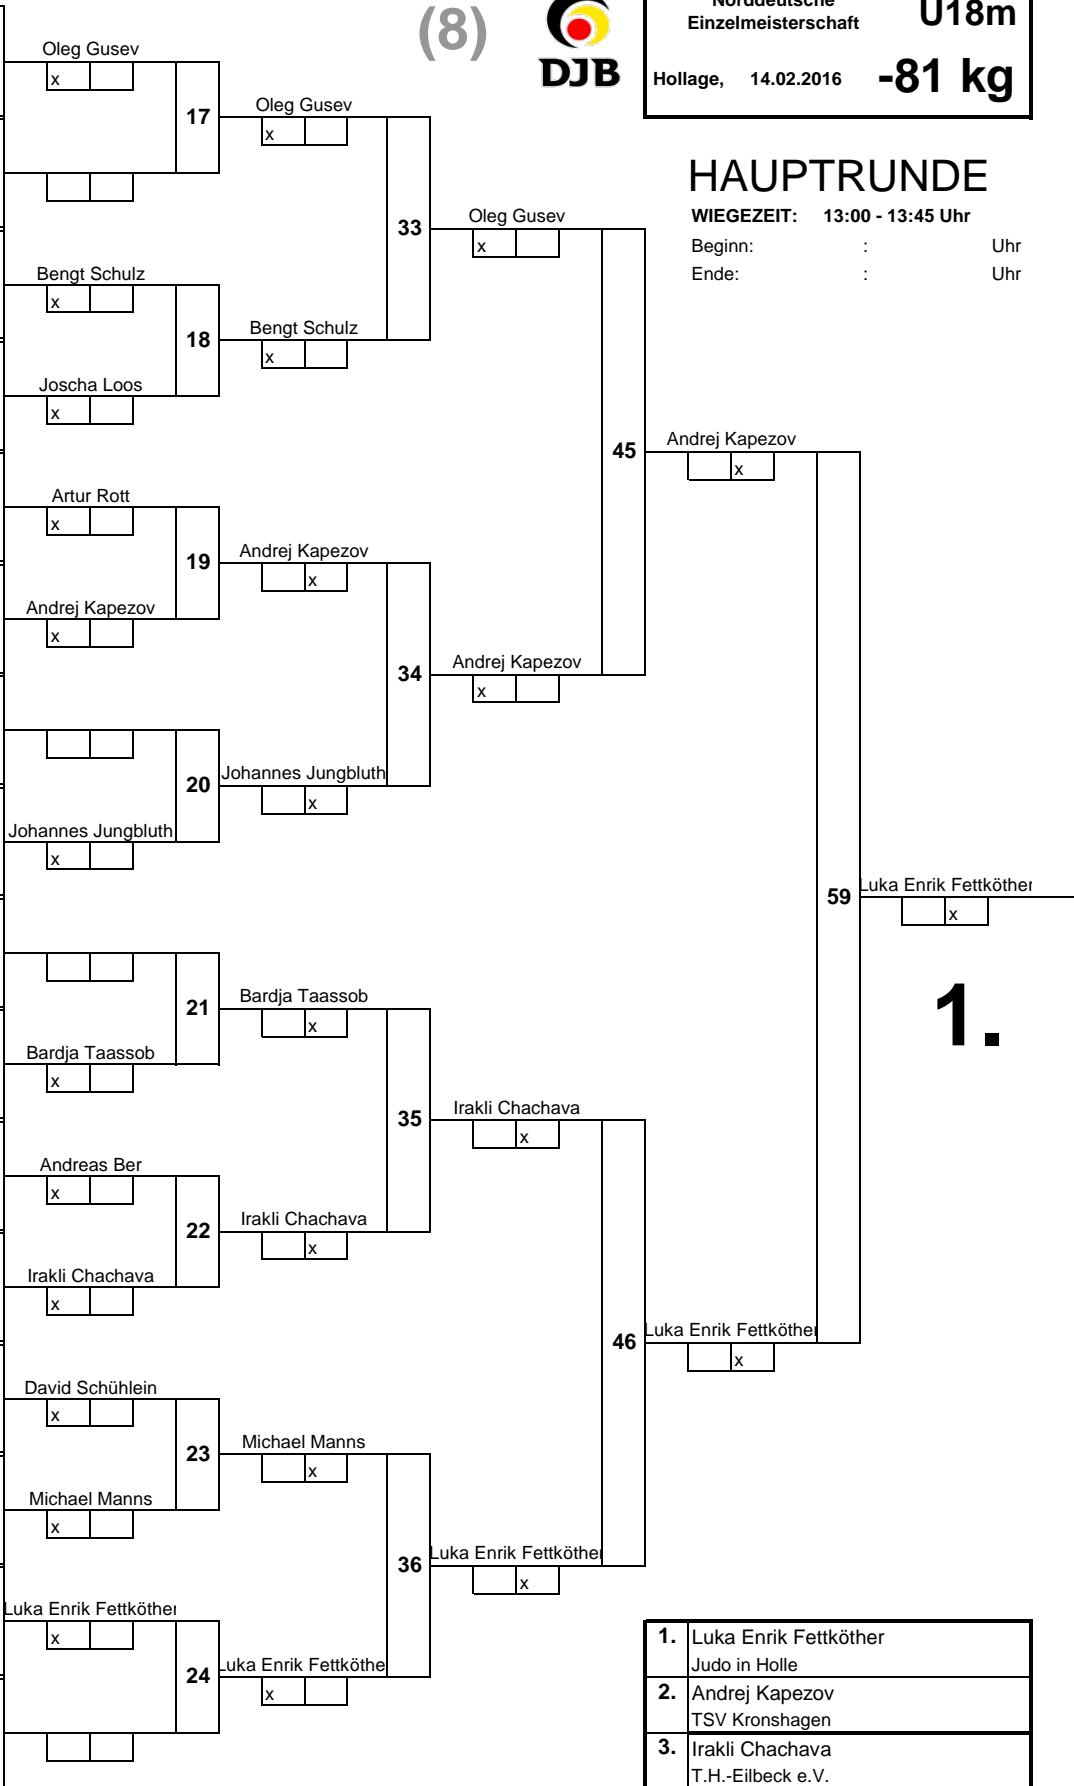 Norddeutsche
(8)
Einzelmeisterschaft U18m
DJB
Hollage, 14.02.2016 -81 kg
Oleg Gusev
x
17
Oleg Gusev
x
HAUPTRUNDE
WIEGEZEIT: 13:00 - 13:45 Uhr
33
Oleg Gusev
x
Beginn: : Uhr
Ende: : Uhr
Bengt Schulz
x
18
Bengt Schulz
x
Joscha Loos
x
45
Andrej Kapezov
x
Artur Rott
x
19
Andrej Kapezov
x
Andrej Kapezov
x
34
Andrej Kapezov
x
20
Johannes Jungbluth
x
Johannes Jungbluth
x
59
Luka Enrik Fettköther
x
1.
21
Bardja Taassob
x
Bardja Taassob
x
35
Irakli Chachava
x
Andreas Ber
x
22
Irakli Chachava
x
Irakli Chachava
x
46
Luka Enrik Fettköther
x
David Schühlein
x
23
Michael Manns
x
Michael Manns
x
36
Luka Enrik Fettköther
x
Luka Enrik Fettköther
x
24
Luka Enrik Fettköthe
x
1. Luka Enrik Fettköther
Judo in Holle
2. Andrej Kapezov
TSV Kronshagen
3. Irakli Chachava
T.H.-Eilbeck e.V.